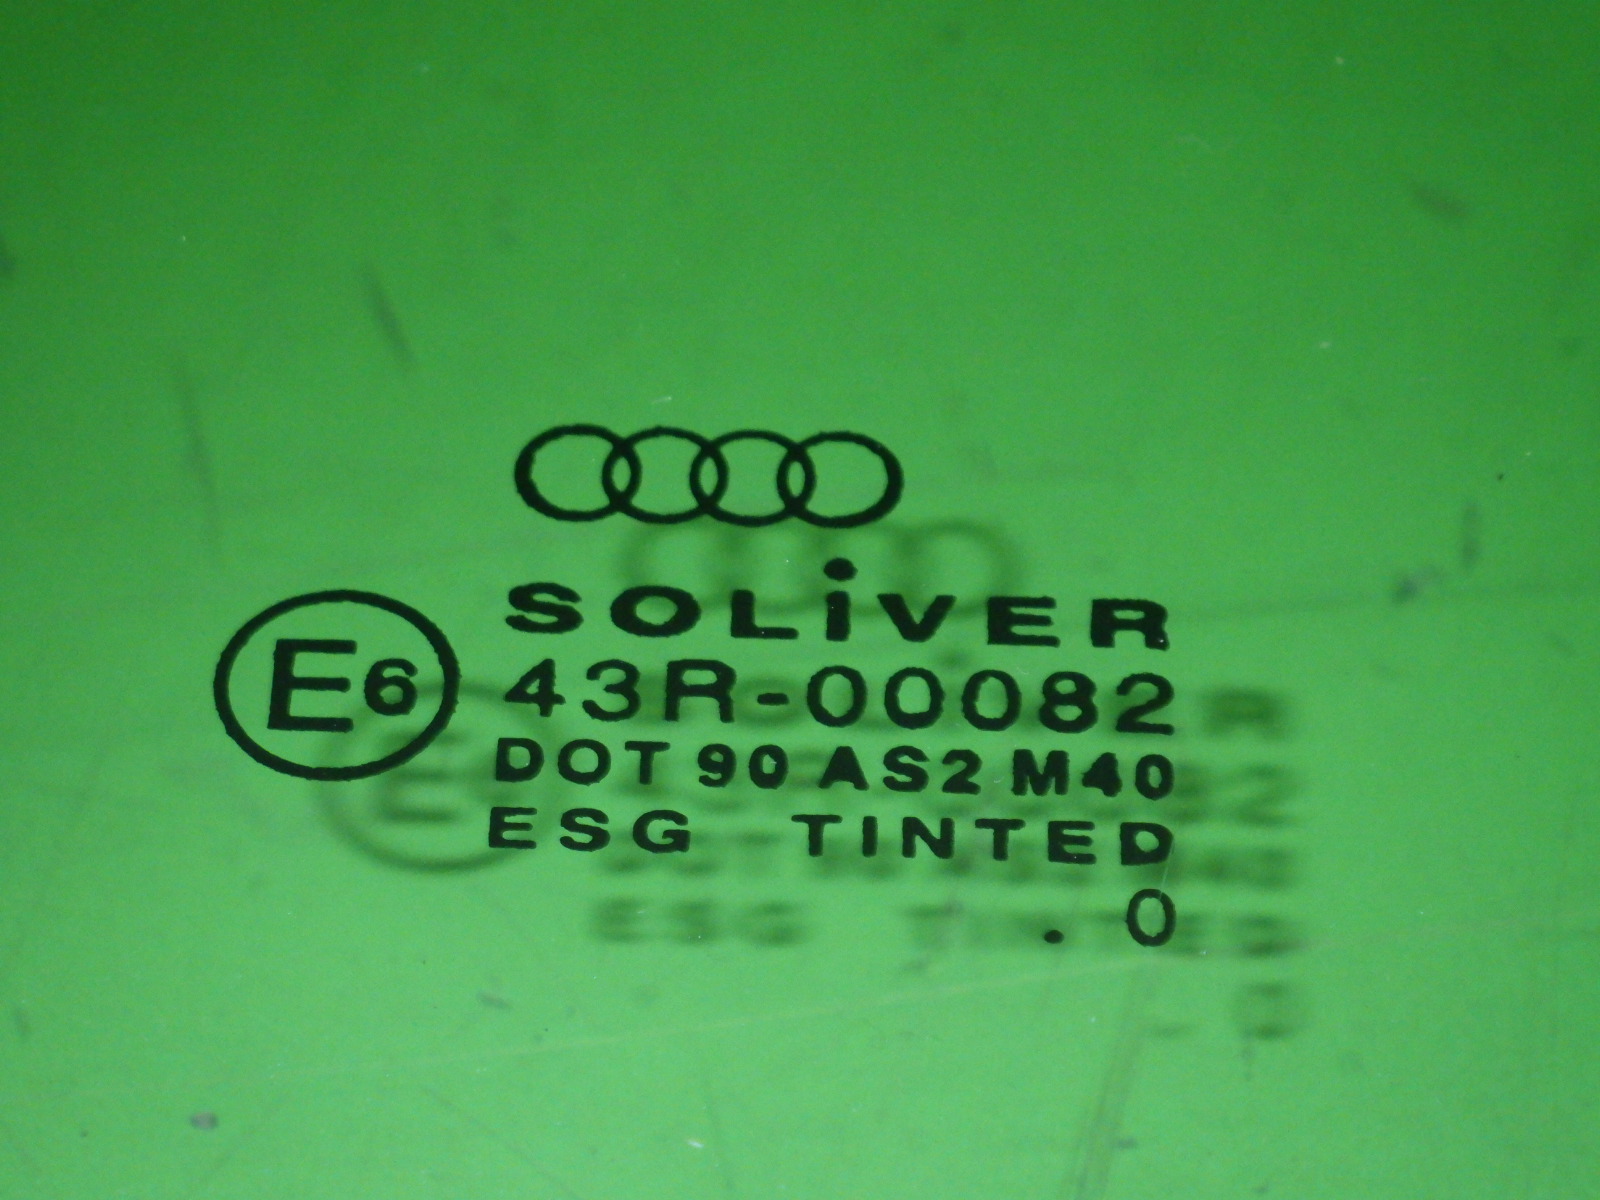 SOLiVER
E6
43R-00082
DOT 90 AS2 M40
ESG TINTED
. 0